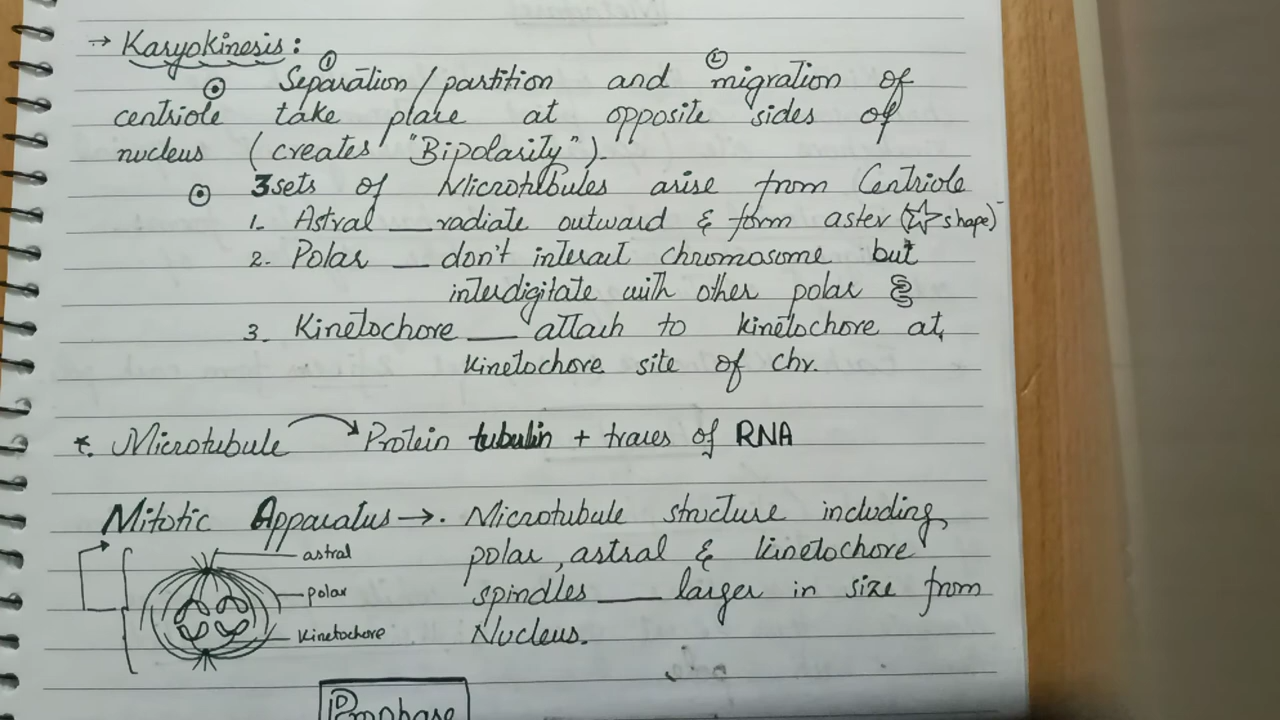 → Karyokinesis:
⊙ ① Separation/partition and ② migration of
centriole take place at opposite sides of
nucleus (creates "Bipolarity").
⊙ 3 sets of Microtubules arise from Centriole
1. Astral __ radiate outward & form aster (☆ shape)
2. Polar __ don't interact chromosome but
interdigitate with other polar
3. Kinetochore __ attach to kinetochore at
kinetochore site of chr.
*. Microtubule → Protein tubulin + traces of RNA
Mitotic Apparatus →. Microtubule structure including
astral
polar, astral & kinetochore
polar
spindles __ larger in size from
kinetochore
Nucleus.
Prophase